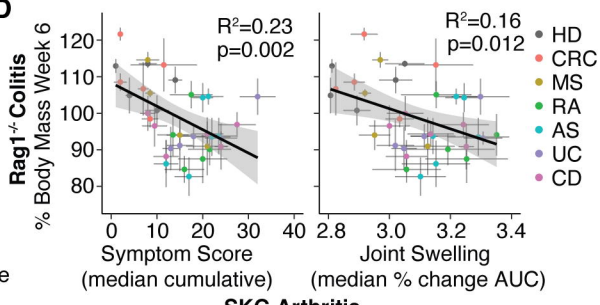 D
R²=0.23
p=0.002
R²=0.16
p=0.012
Rag1⁻/⁻ Colitis
% Body Mass Week 6
120
110
100
90
80
0 10 20 30 40
2.8 3.0 3.2 3.4
Symptom Score
(median cumulative)
Joint Swelling
(median % change AUC)
HD
CRC
MS
RA
AS
UC
CD
e
SKG Arthritis